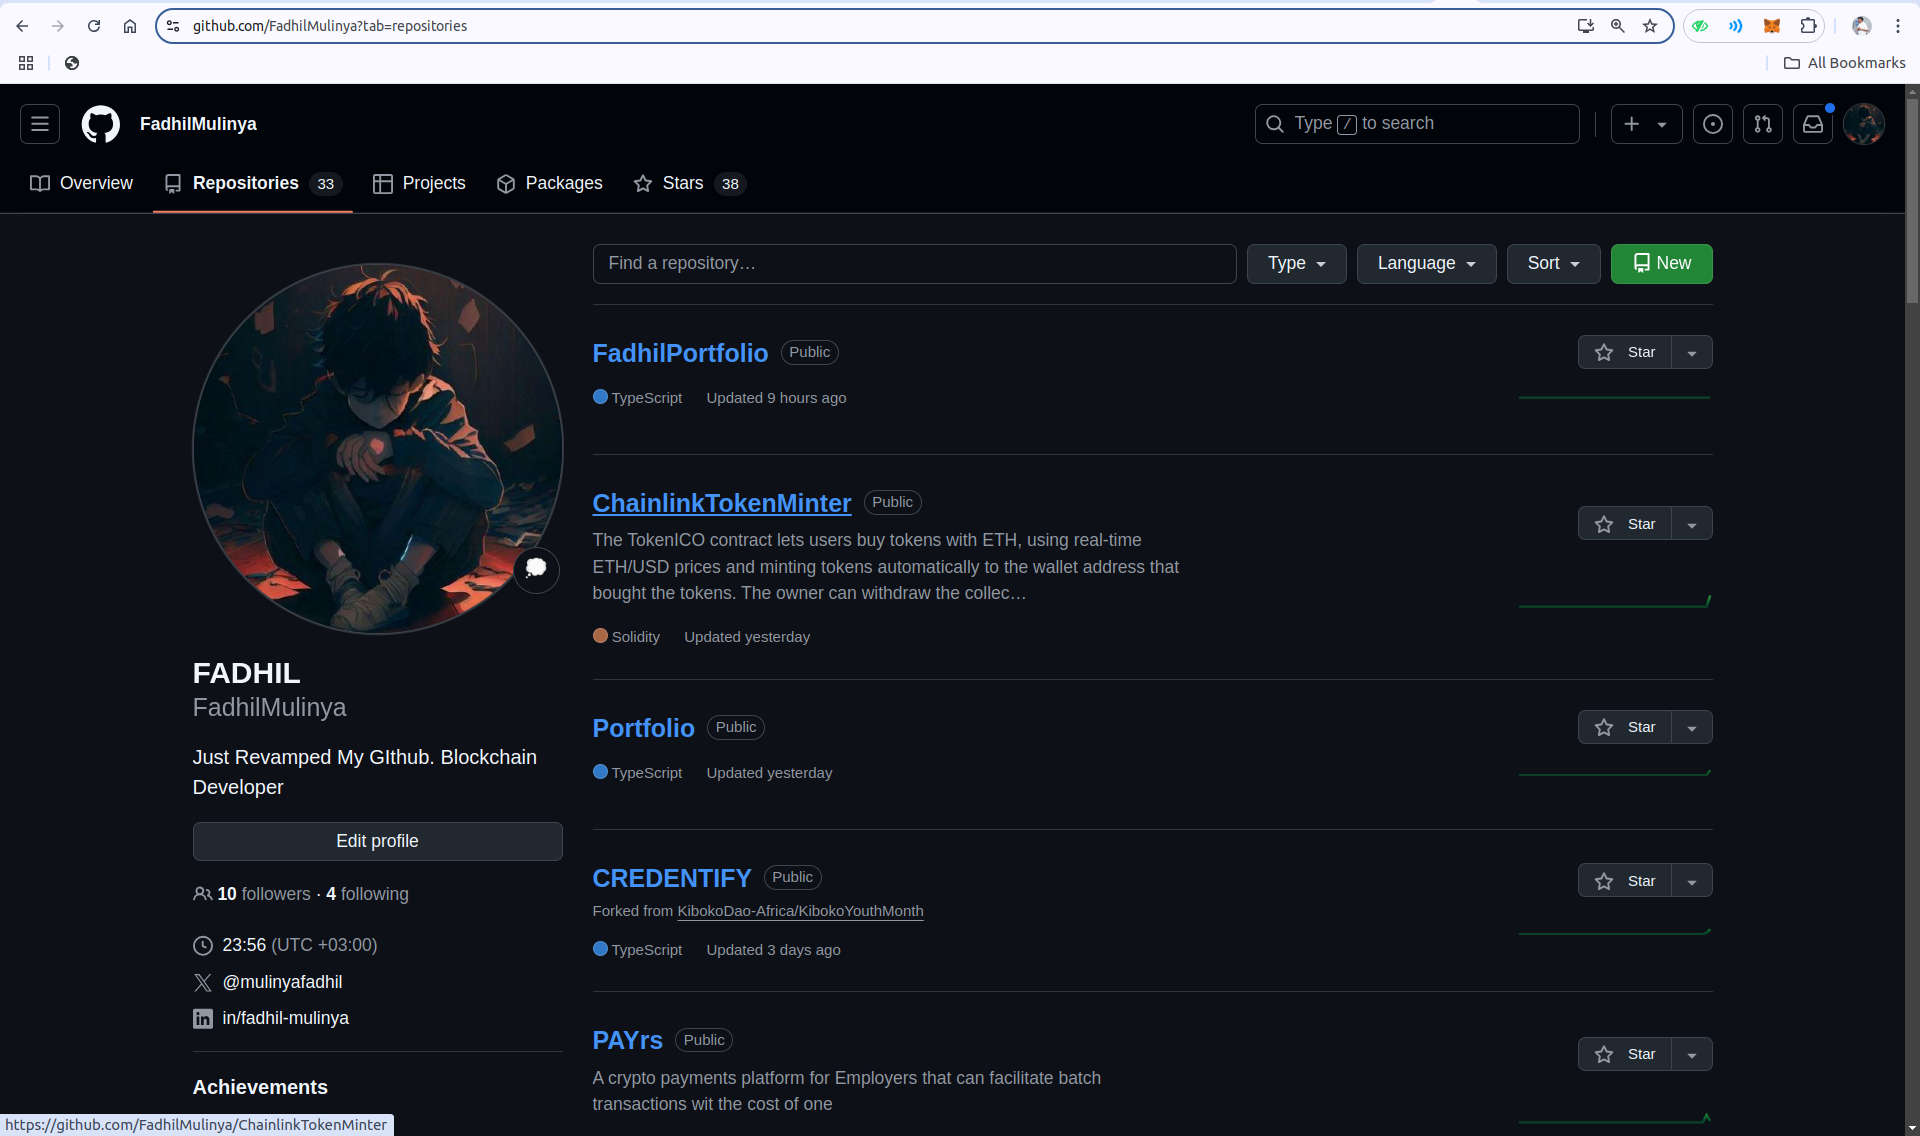 github.com/FadhilMulinya?tab=repositories
All Bookmarks
FadhilMulinya
Type / to search
Overview
Repositories 33
Projects
Packages
Stars 38
Find a repository…
Type
Language
Sort
New
FadhilPortfolio Public
Star
TypeScript Updated 9 hours ago
ChainlinkTokenMinter Public
Star
The TokenICO contract lets users buy tokens with ETH, using real-time
ETH/USD prices and minting tokens automatically to the wallet address that
bought the tokens. The owner can withdraw the collec…
Solidity Updated yesterday
Portfolio Public
Star
TypeScript Updated yesterday
CREDENTIFY Public
Star
Forked from KibokoDao-Africa/KibokoYouthMonth
TypeScript Updated 3 days ago
PAYrs Public
Star
A crypto payments platform for Employers that can facilitate batch
transactions wit the cost of one
FADHIL
FadhilMulinya
Just Revamped My GIthub. Blockchain
Developer
Edit profile
10 followers · 4 following
23:56 (UTC +03:00)
@mulinyafadhil
in/fadhil-mulinya
Achievements
https://github.com/FadhilMulinya/ChainlinkTokenMinter